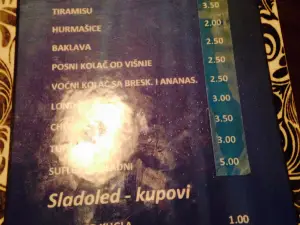 TIRAMISU 3.50
HURMAŠICE 2.00
BAKLAVA 2.50
POSNI KOLAČ OD VIŠNJE 2.50
VOĆNI KOLAČ SA BRESK. I ANANAS. 2.50
3.00
3.50
3.00
5.00
Sladoled - kupovi
KUGLA 1.00